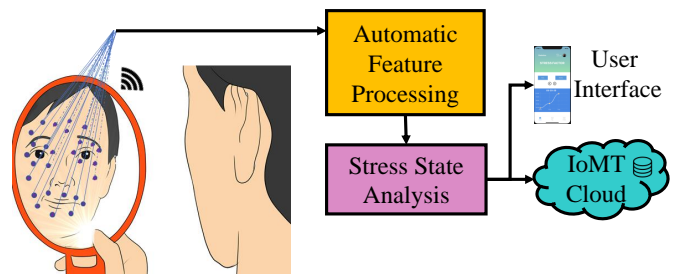 Automatic
Feature
Processing
Stress State
Analysis
User
Interface
IoMT
Cloud